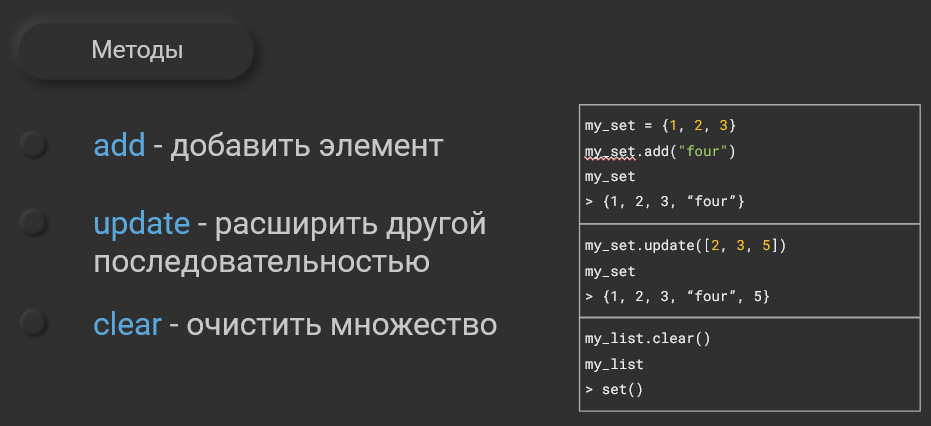 Методы
add - добавить элемент
update - расширить другой
последовательностью
clear - очистить множество
my_set = {1, 2, 3}
my_set.add("four")
my_set
> {1, 2, 3, “four”}
my_set.update([2, 3, 5])
my_set
> {1, 2, 3, “four”, 5}
my_list.clear()
my_list
> set()